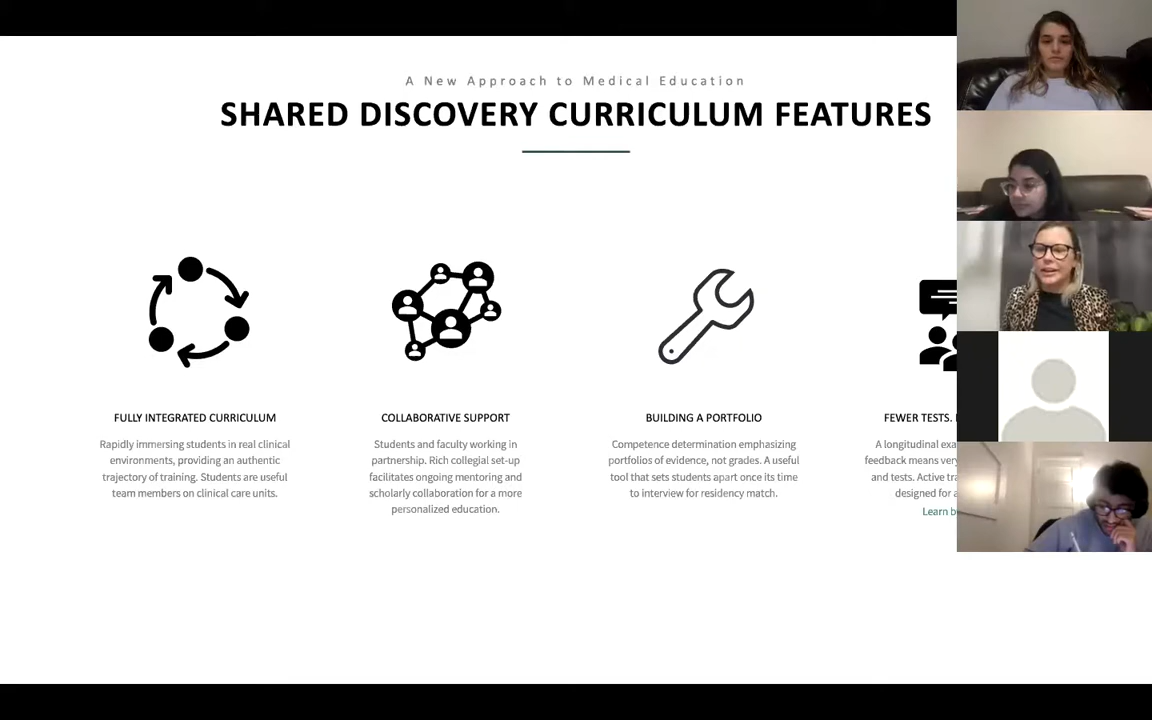 A New Approach to Medical Education
SHARED DISCOVERY CURRICULUM FEATURES
FULLY INTEGRATED CURRICULUM
Rapidly immersing students in real clinical
environments, providing an authentic
trajectory of training. Students are useful
team members on clinical care units.
COLLABORATIVE SUPPORT
Students and faculty working in
partnership. Rich collegial set-up
facilitates ongoing mentoring and
scholarly collaboration for a more
personalized education.
BUILDING A PORTFOLIO
Competence determination emphasizing
portfolios of evidence, not grades. A useful
tool that sets students apart once its time
to interview for residency match.
FEWER TESTS.
A longitudinal
feedback means
and tests. Active
designed for
Learn